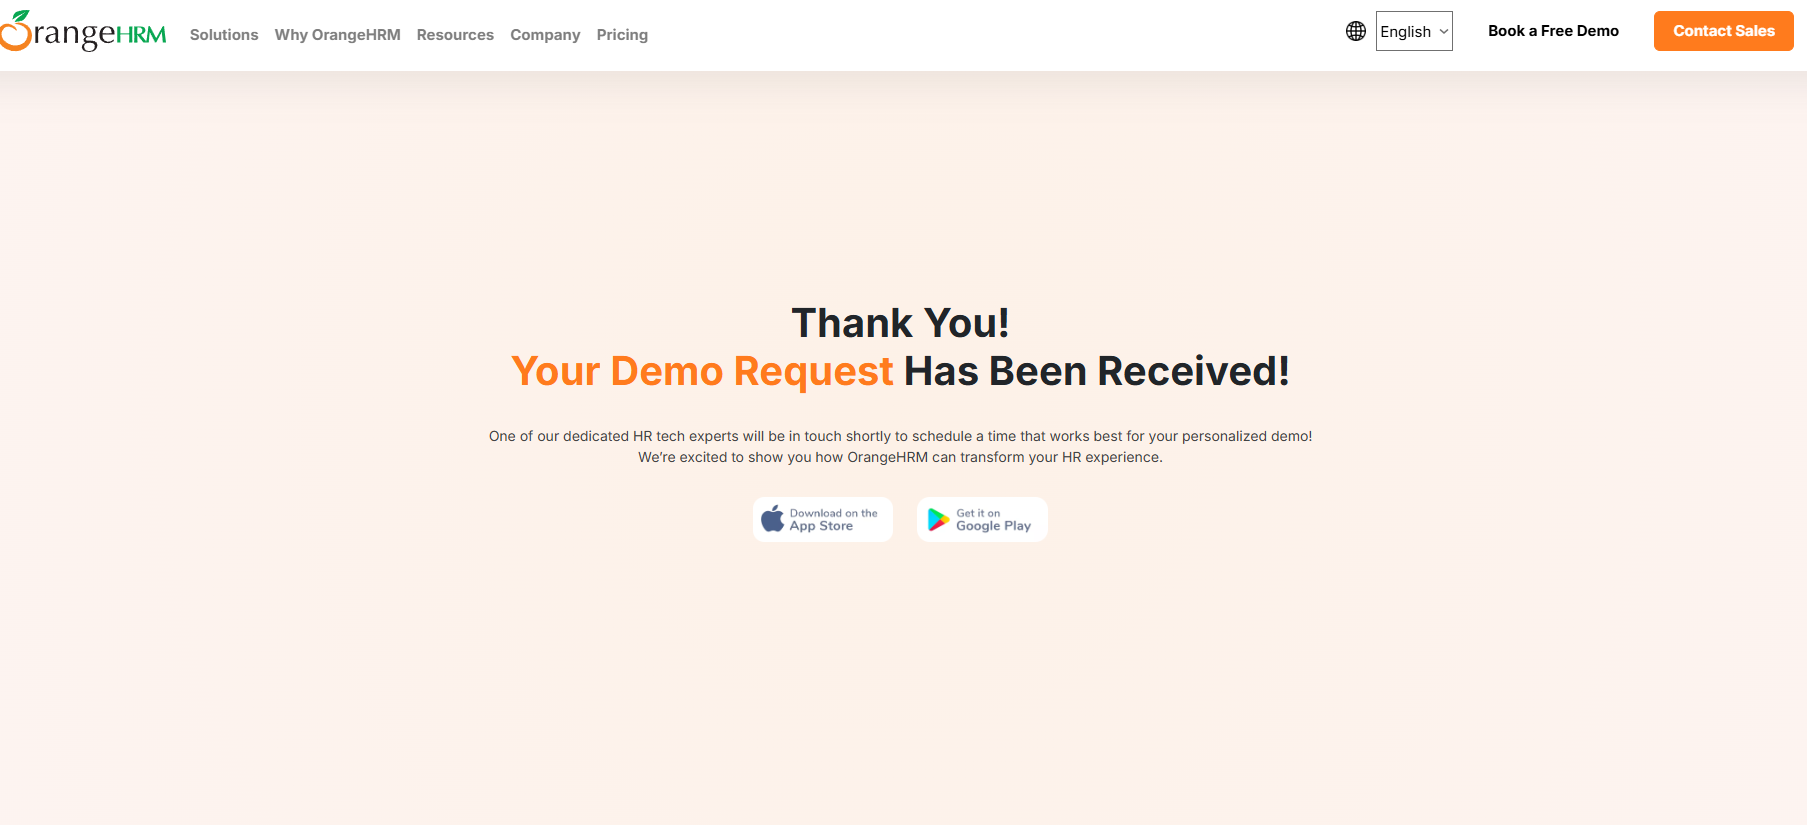 OrangeHRM
Solutions Why OrangeHRM Resources Company Pricing
English
Book a Free Demo
Contact Sales
Thank You!
Your Demo Request Has Been Received!
One of our dedicated HR tech experts will be in touch shortly to schedule a time that works best for your personalized demo!
We’re excited to show you how OrangeHRM can transform your HR experience.
Download on the
App Store
Get it on
Google Play